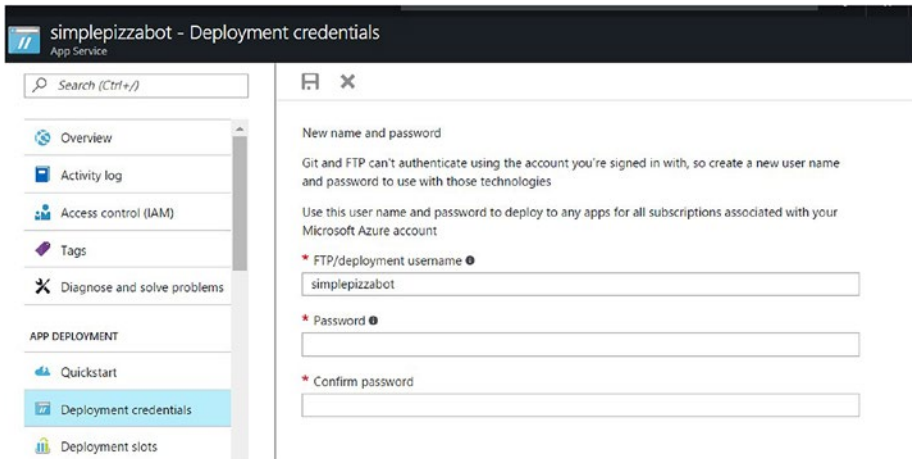 simplepizzabot - Deployment credentials
App Service
Search (Ctrl+/)
Overview
Activity log
Access control (IAM)
Tags
Diagnose and solve problems
APP DEPLOYMENT
Quickstart
Deployment credentials
Deployment slots
New name and password
Git and FTP can't authenticate using the account you're signed in with, so create a new user name
and password to use with those technologies
Use this user name and password to deploy to any apps for all subscriptions associated with your
Microsoft Azure account
* FTP/deployment username
simplepizzabot
* Password
* Confirm password